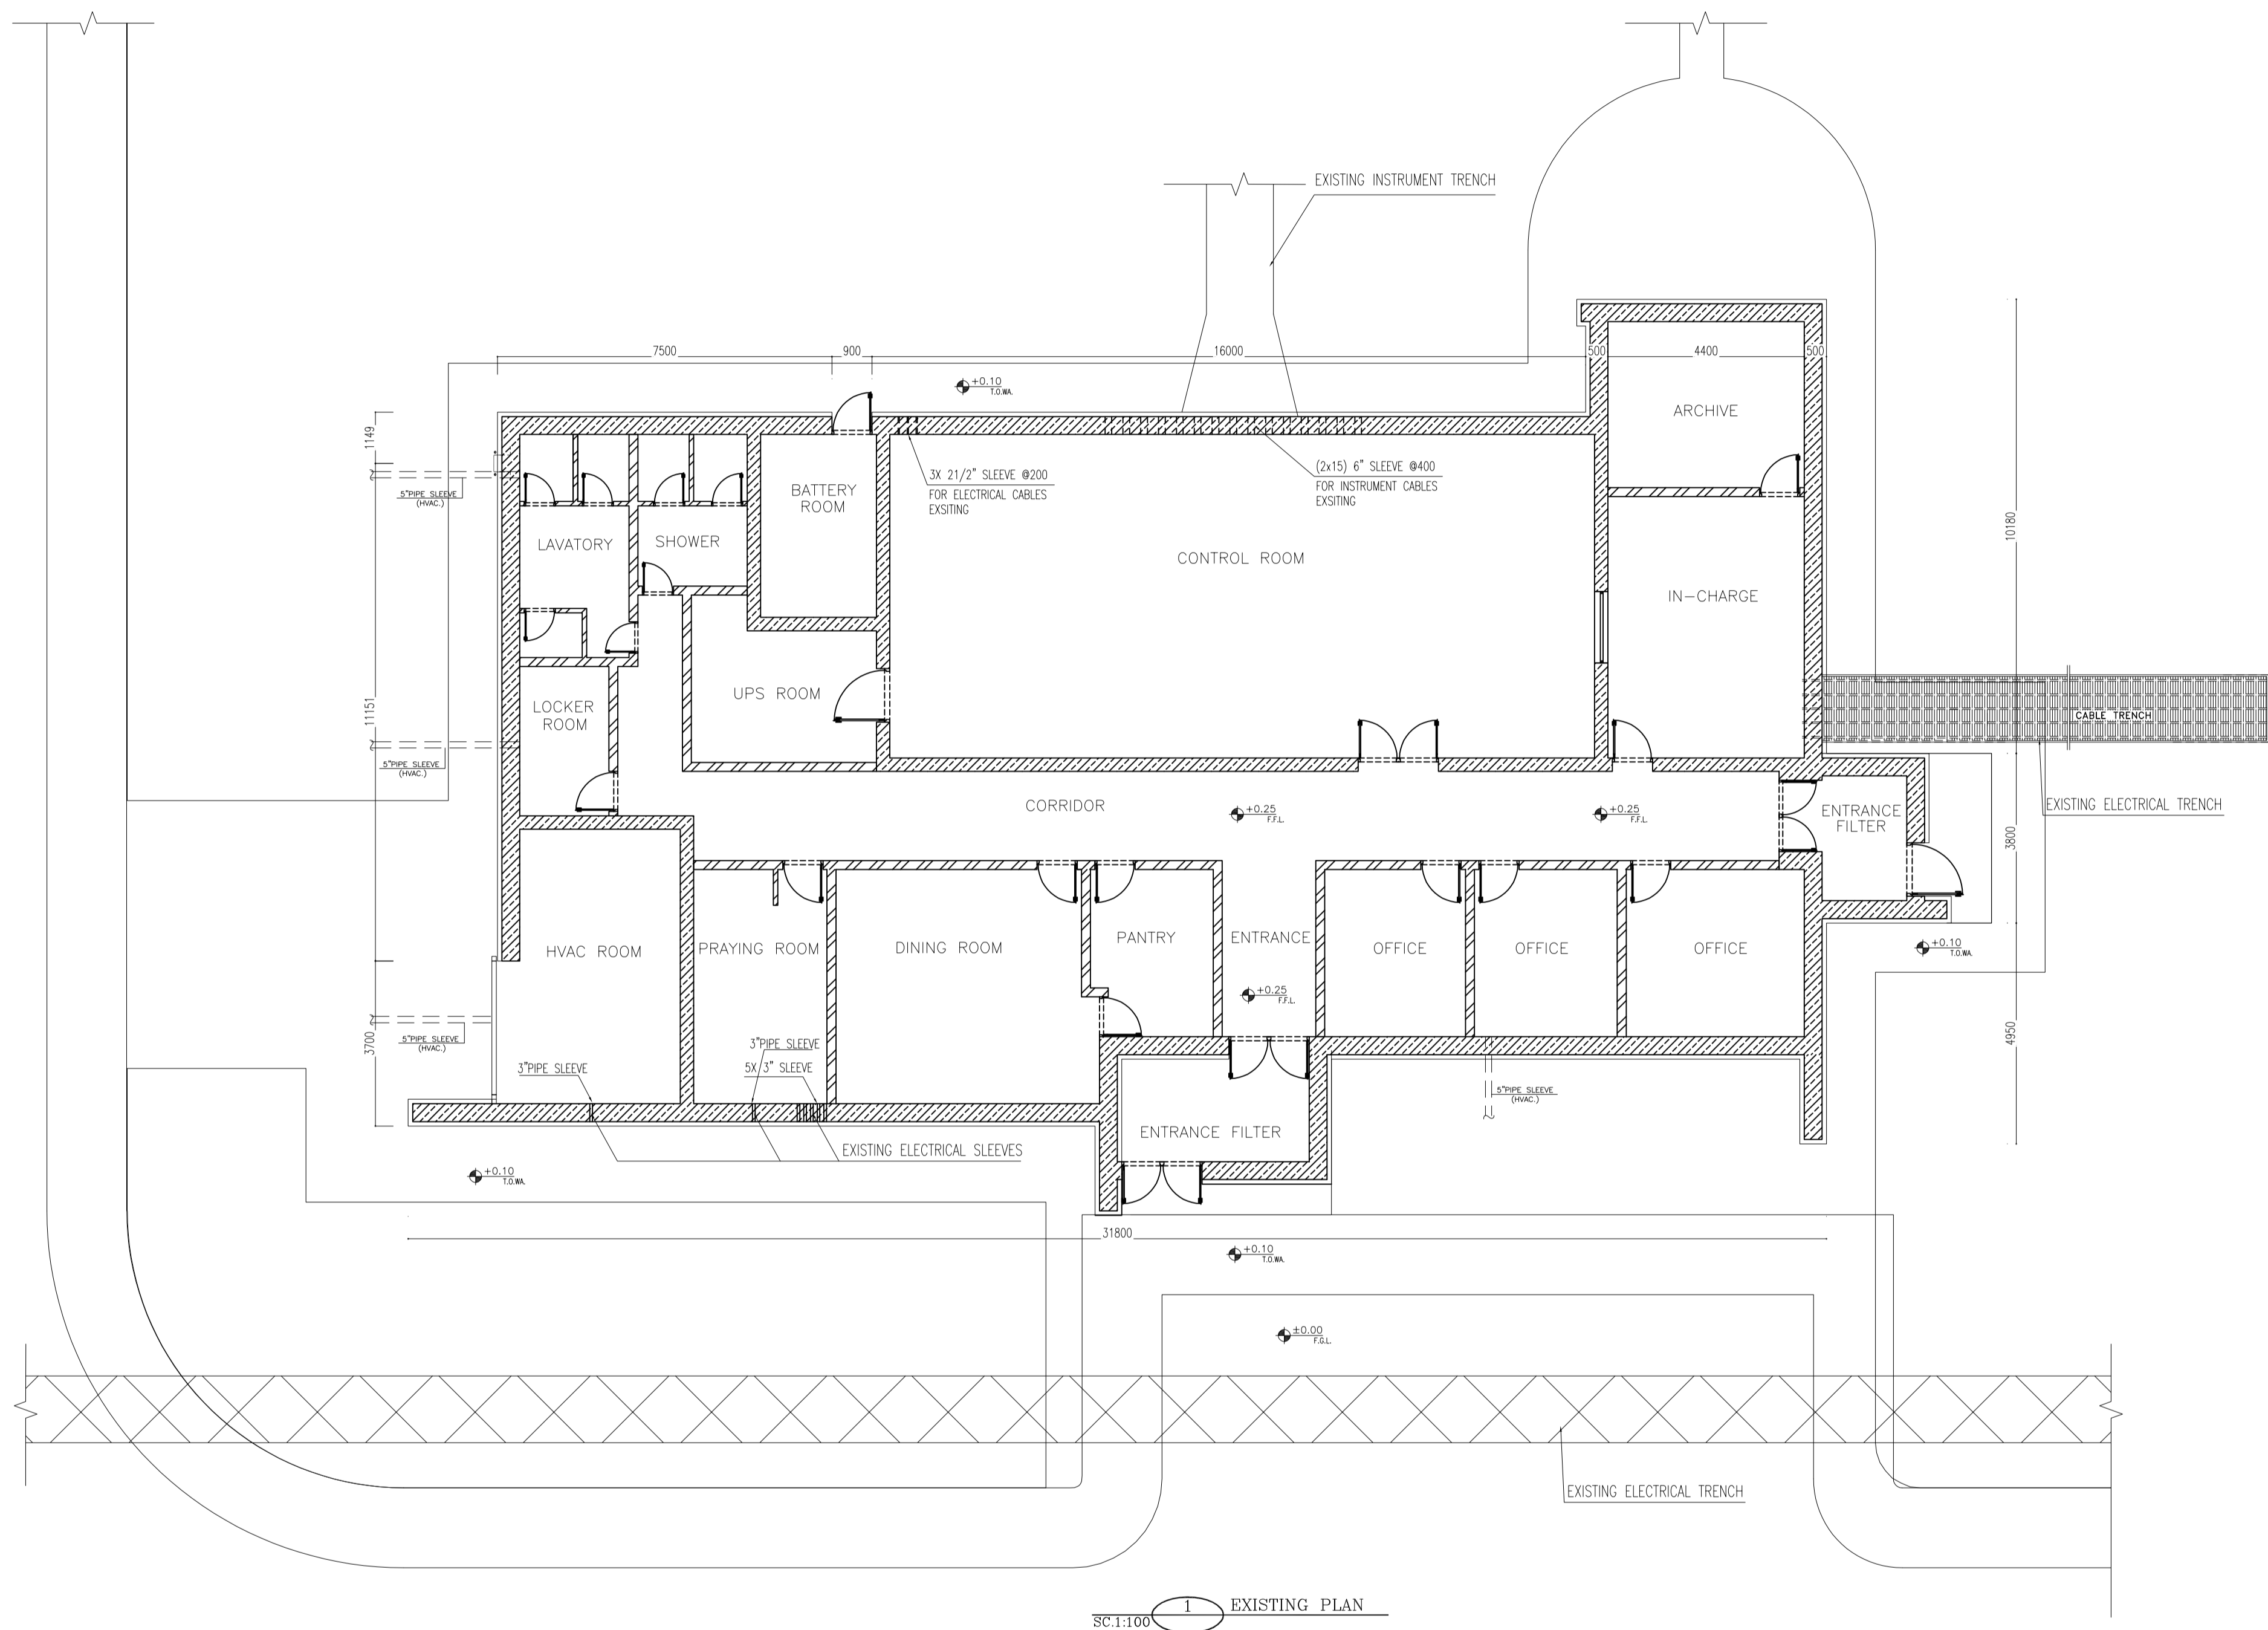 EXISTING INSTRUMENT TRENCH
7500
900
16000
500
4400
500
+0.10
T.O.WA.
ARCHIVE
1149
3X 21/2" SLEEVE @200
FOR ELECTRICAL CABLES
EXSITING
(2x15) 6" SLEEVE @400
FOR INSTRUMENT CABLES
EXSITING
5"PIPE SLEEVE
(HVAC.)
BATTERY
ROOM
LAVATORY
SHOWER
CONTROL ROOM
10180
IN-CHARGE
UPS ROOM
LOCKER
ROOM
11151
CABLE TRENCH
5"PIPE SLEEVE
(HVAC.)
CORRIDOR
+0.25
F.F.L.
+0.25
F.F.L.
ENTRANCE
FILTER
EXISTING ELECTRICAL TRENCH
3800
HVAC ROOM
PRAYING ROOM
DINING ROOM
PANTRY
ENTRANCE
OFFICE
OFFICE
OFFICE
+0.10
T.O.WA.
+0.25
F.F.L.
5"PIPE SLEEVE
(HVAC.)
3700
4950
3"PIPE SLEEVE
3"PIPE SLEEVE
5X 3" SLEEVE
5"PIPE SLEEVE
(HVAC.)
ENTRANCE FILTER
EXISTING ELECTRICAL SLEEVES
+0.10
T.O.WA.
31800
+0.10
T.O.WA.
±0.00
F.G.L.
EXISTING ELECTRICAL TRENCH
1
EXISTING PLAN
SC.1:100